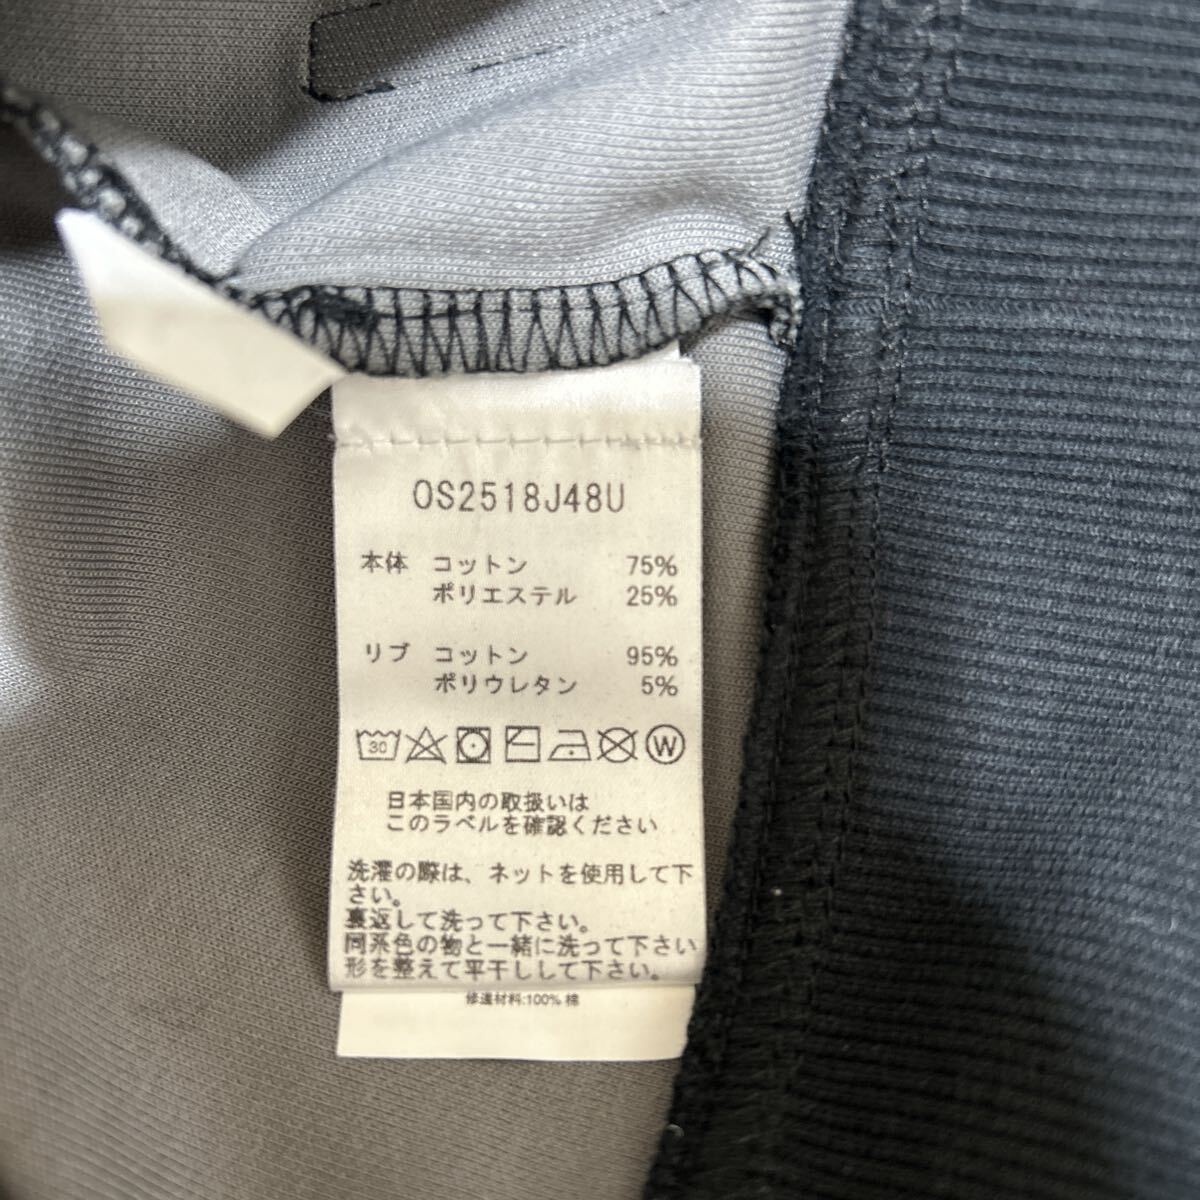 OS2518J48U
本体 コットン 75%
ポリエステル 25%
リブ コットン 95%
ポリウレタン 5%
30 W
日本国内の取扱いは
このラベルを確認ください
洗濯の際は、ネットを使用して下
さい。
裏返して洗って下さい。
同系色の物と一緒に洗って下さい
形を整えて平干しして下さい。
修邊材料:100% 棉